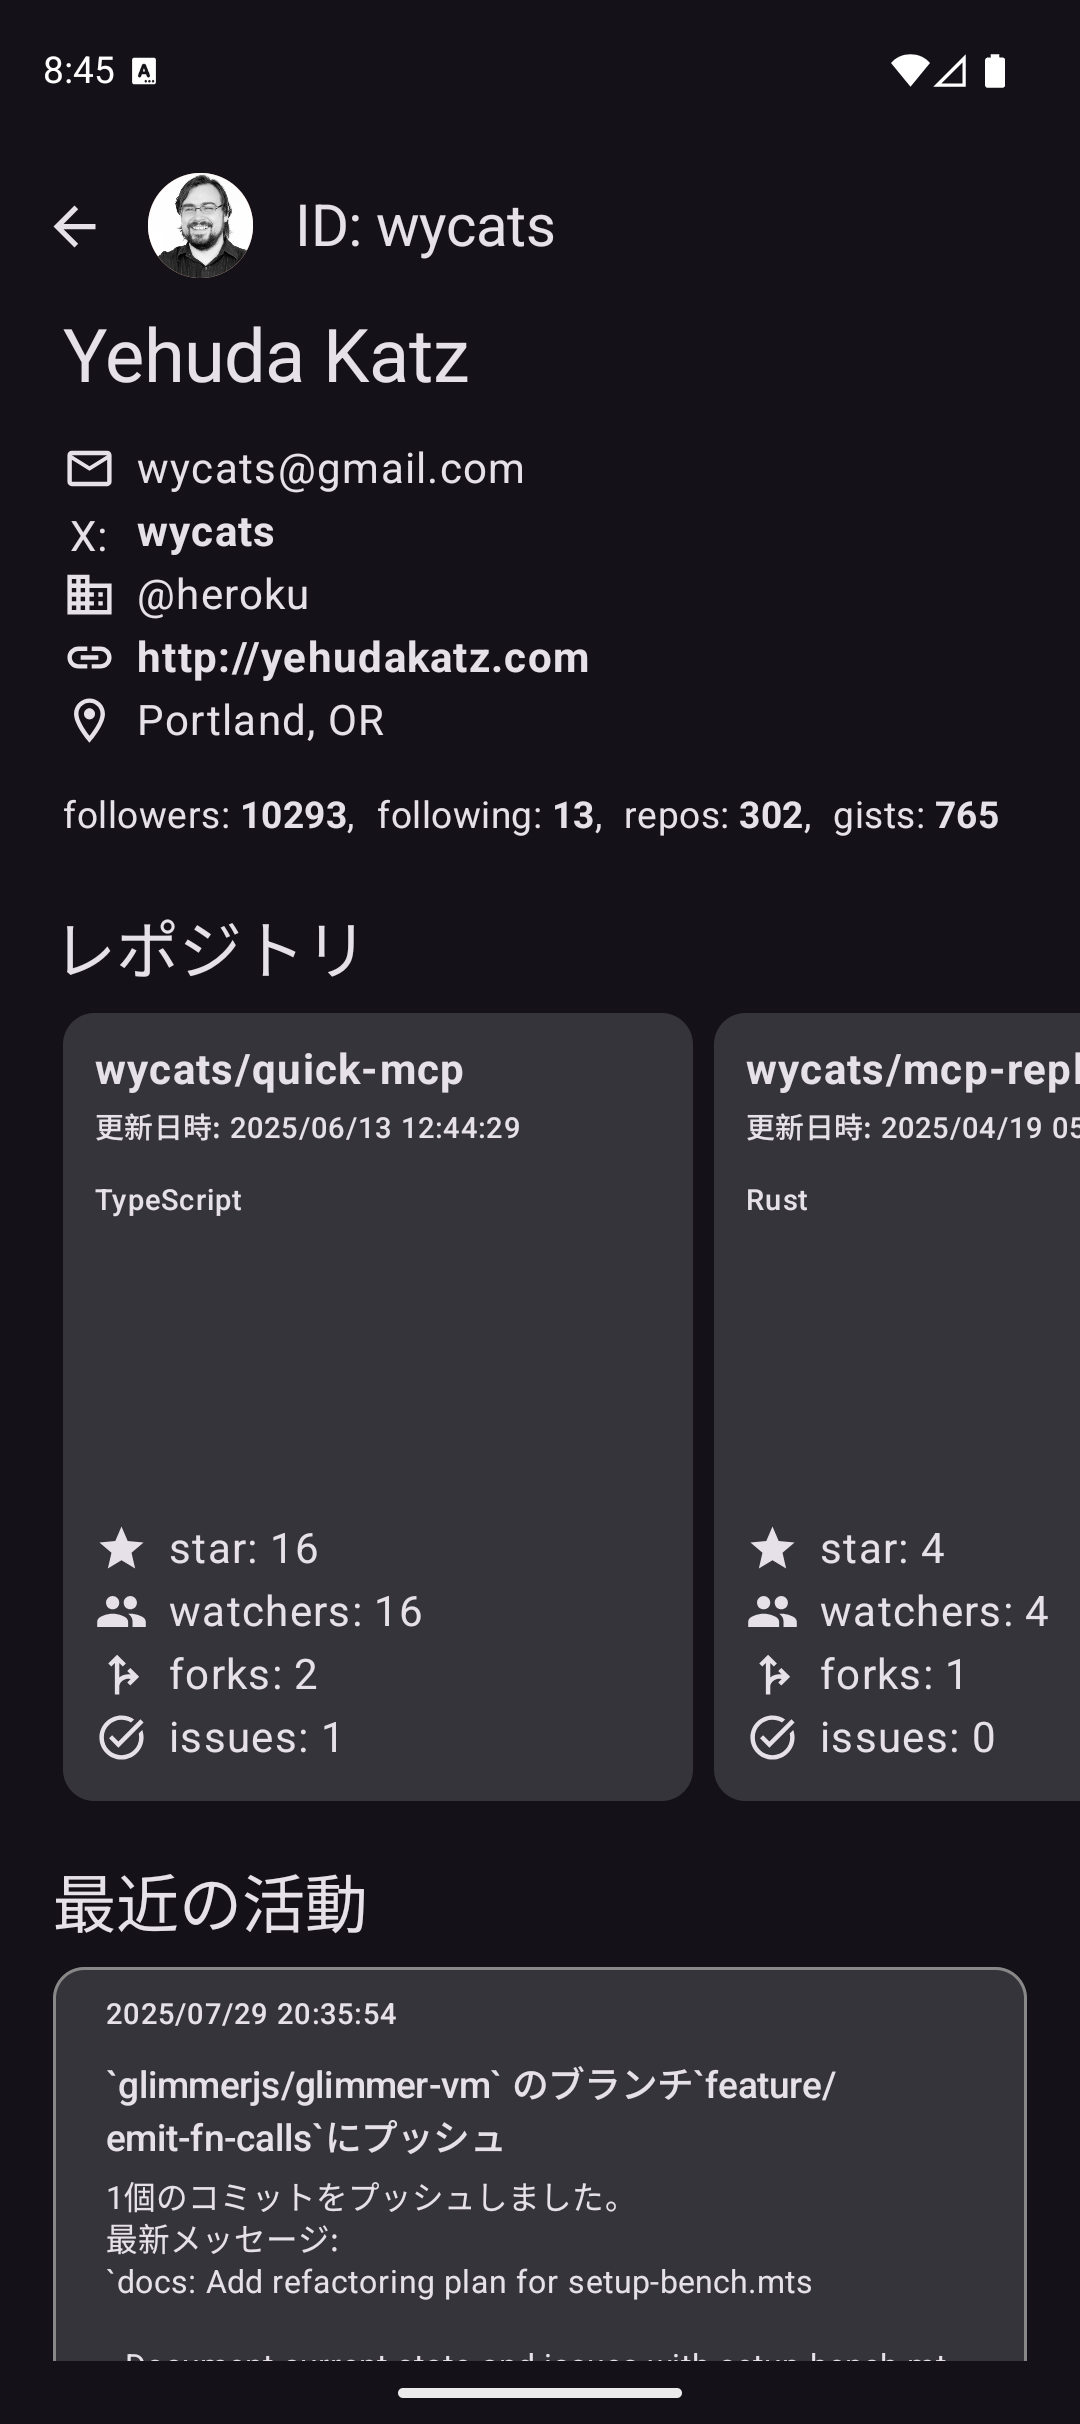 8:45
ID: wycats
Yehuda Katz
wycats@gmail.com
X: wycats
@heroku
http://yehudakatz.com
Portland, OR
followers: 10293, following: 13, repos: 302, gists: 765
レポジトリ
wycats/quick-mcp
更新日時: 2025/06/13 12:44:29
TypeScript
star: 16
watchers: 16
forks: 2
issues: 1
wycats/mcp-repl
更新日時: 2025/04/19 05
Rust
star: 4
watchers: 4
forks: 1
issues: 0
最近の活動
2025/07/29 20:35:54
`glimmerjs/glimmer-vm` のブランチ`feature/
emit-fn-calls`にプッシュ
1個のコミットをプッシュしました。
最新メッセージ:
`docs: Add refactoring plan for setup-bench.mts